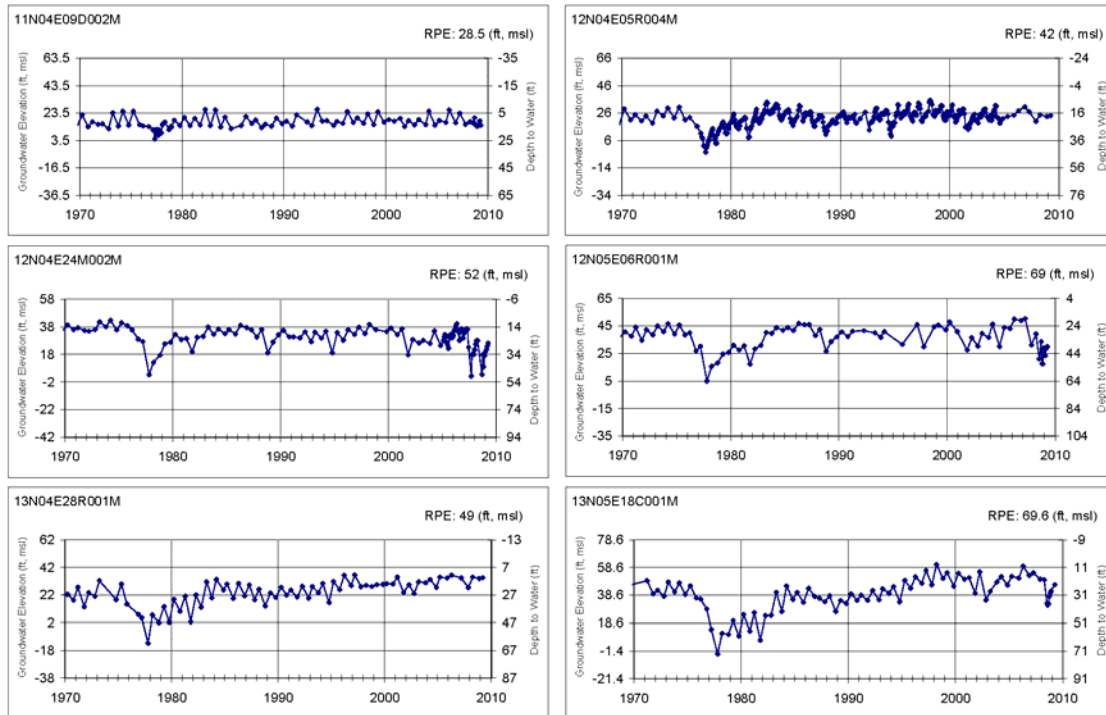 11N04E09D002M
RPE: 28.5 (ft, msl)
Groundwater Elevation (ft, msl)
63.5
43.5
23.5
3.5
-16.5
-36.5
-35
-15
5
25
45
65
Depth to Water (ft)
1970 1980 1990 2000 2010
12N04E05R004M
RPE: 42 (ft, msl)
Groundwater Elevation (ft, msl)
66
46
26
6
-14
-34
-24
-4
16
36
56
76
Depth to Water (ft)
1970 1980 1990 2000 2010
12N04E24M002M
RPE: 52 (ft, msl)
Groundwater Elevation (ft, msl)
58
38
18
-2
-22
-42
-6
14
34
54
74
94
Depth to Water (ft)
1970 1980 1990 2000 2010
12N05E06R001M
RPE: 69 (ft, msl)
Groundwater Elevation (ft, msl)
65
45
25
5
-15
-35
4
24
44
64
84
104
Depth to Water (ft)
1970 1980 1990 2000 2010
13N04E28R001M
RPE: 49 (ft, msl)
Groundwater Elevation (ft, msl)
62
42
22
2
-18
-38
-13
7
27
47
67
87
Depth to Water (ft)
1970 1980 1990 2000 2010
13N05E18C001M
RPE: 69.6 (ft, msl)
Groundwater Elevation (ft, msl)
78.6
58.6
38.6
18.6
-1.4
-21.4
-9
11
31
51
71
91
Depth to Water (ft)
1970 1980 1990 2000 2010